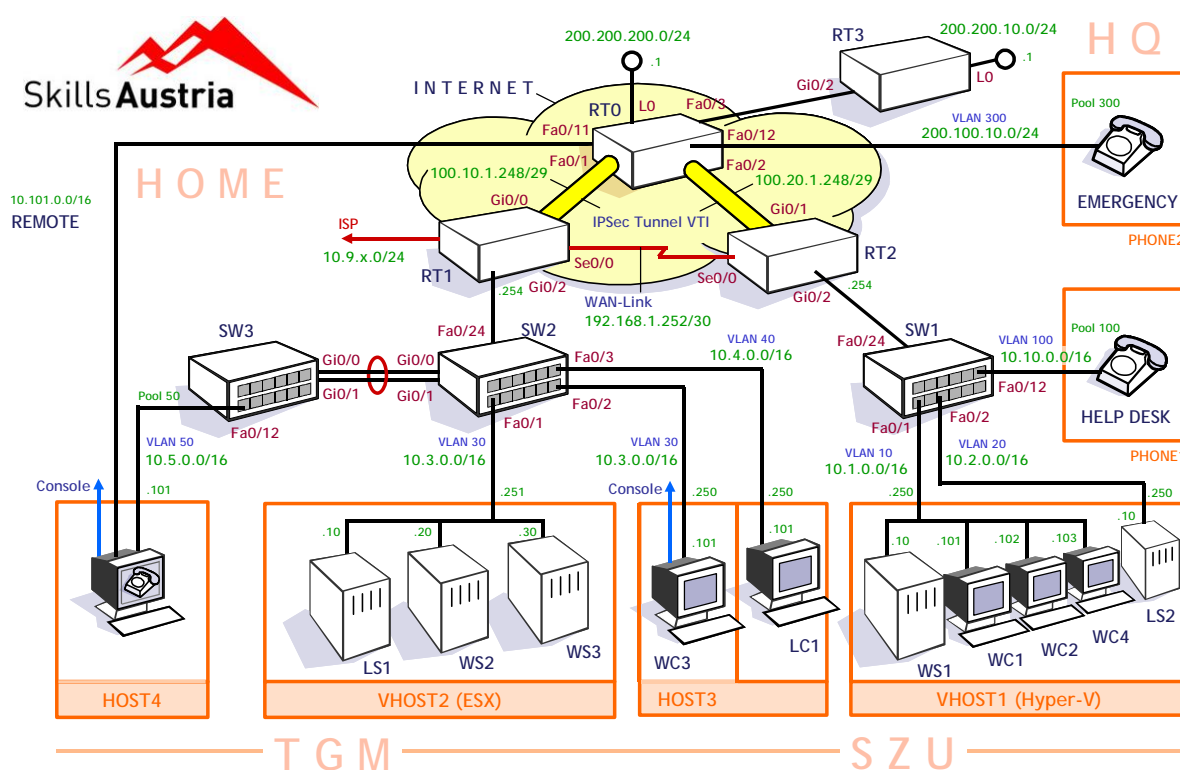 Skills Austria
HOME
INTERNET
HQ
200.200.200.0/24
.1
L0
RT0
Fa0/11
Fa0/3
Fa0/12
Fa0/1
Fa0/2
RT3
200.200.10.0/24
.1
L0
Gi0/2
VLAN 300
200.100.10.0/24
Pool 300
EMERGENCY
PHONE2
10.101.0.0/16
REMOTE
100.10.1.248/29
100.20.1.248/29
IPSec Tunnel VTI
Gi0/0
Gi0/1
ISP
10.9.x.0/24
RT1
Se0/0
Gi0/2
.254
WAN-Link
192.168.1.252/30
Se0/0
RT2
Gi0/2
.254
SW3
Gi0/0
Gi0/1
Fa0/12
Gi0/0
Gi0/1
SW2
Fa0/24
Fa0/3
Fa0/2
Fa0/1
VLAN 40
10.4.0.0/16
SW1
Fa0/24
Fa0/12
Fa0/1
Fa0/2
VLAN 100
10.10.0.0/16
Pool 100
HELP DESK
PHONE
Pool 50
VLAN 50
10.5.0.0/16
VLAN 30
10.3.0.0/16
VLAN 30
10.3.0.0/16
VLAN 10
10.1.0.0/16
VLAN 20
10.2.0.0/16
Console
.101
.251
Console
.250
.250
.250
.250
.10
.20
.30
.101
.101
.10
.101
.102
.103
.10
LS1
WS2
WS3
WC3
LC1
WS1
WC1
WC2
WC4
LS2
HOST4
VHOST2 (ESX)
HOST3
VHOST1 (Hyper-V)
TGM
SZU